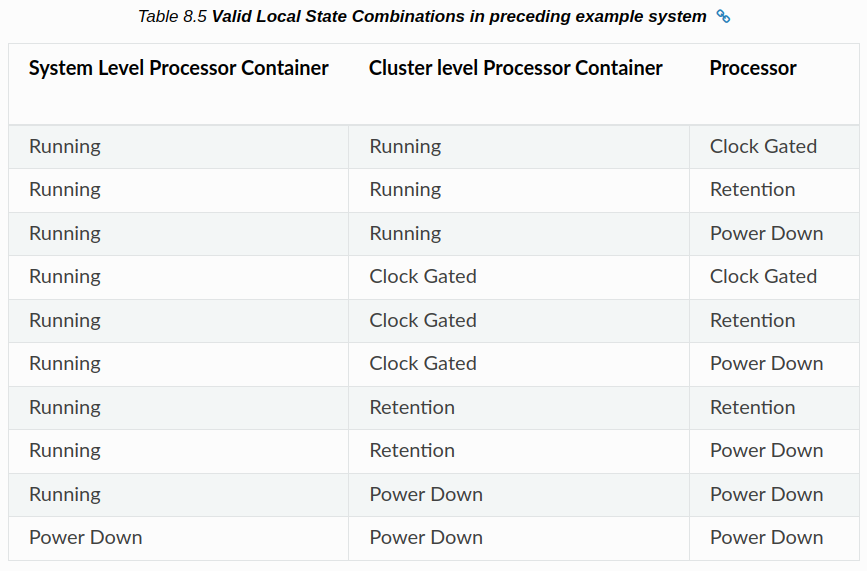 Table 8.5 Valid Local State Combinations in preceding example system
System Level Processor Container Cluster level Processor Container Processor
Running Running Clock Gated
Running Running Retention
Running Running Power Down
Running Clock Gated Clock Gated
Running Clock Gated Retention
Running Clock Gated Power Down
Running Retention Retention
Running Retention Power Down
Running Power Down Power Down
Power Down Power Down Power Down